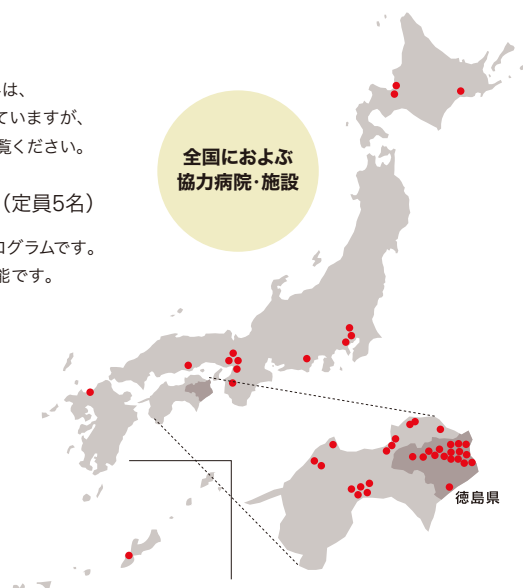 は、
ていますが、
覧ください。
(定員5名)
ログラムです。
能です。
全国におよぶ
協力病院・施設
徳島県